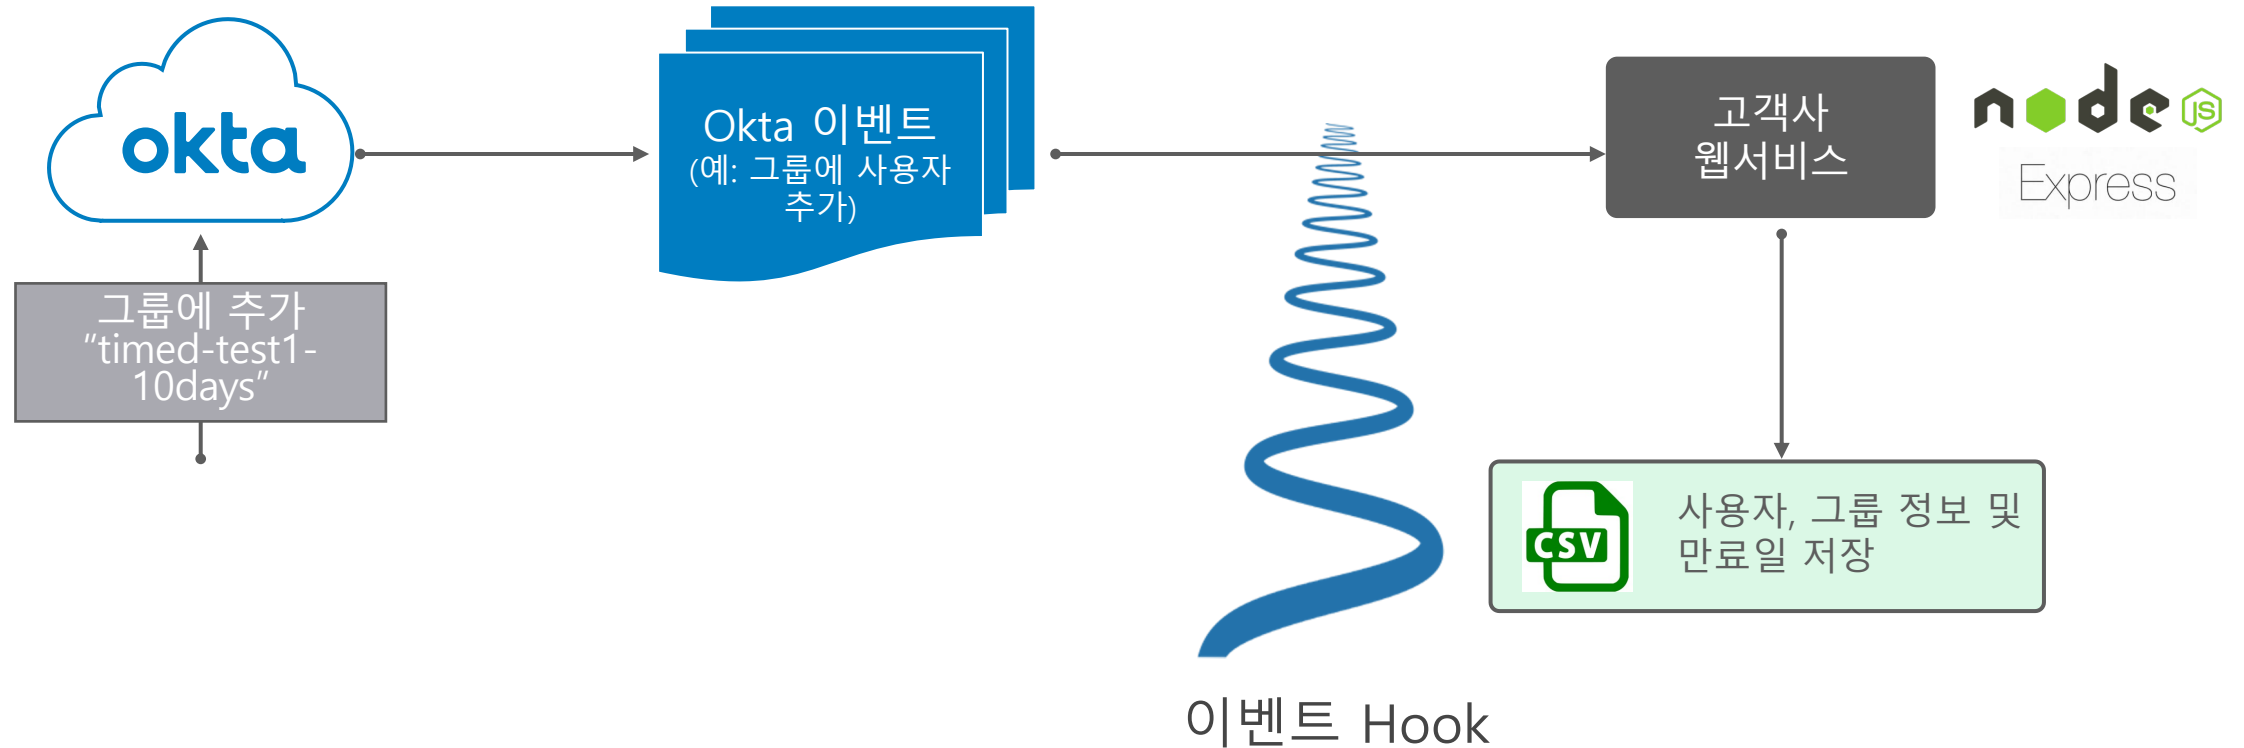 okta
그룹에 추가
“timed-test1-
10days”
Okta 이벤트
(예: 그룹에 사용자
추가)
이벤트 Hook
고객사
웹서비스
node
JS
Express
CSV
사용자, 그룹 정보 및
만료일 저장